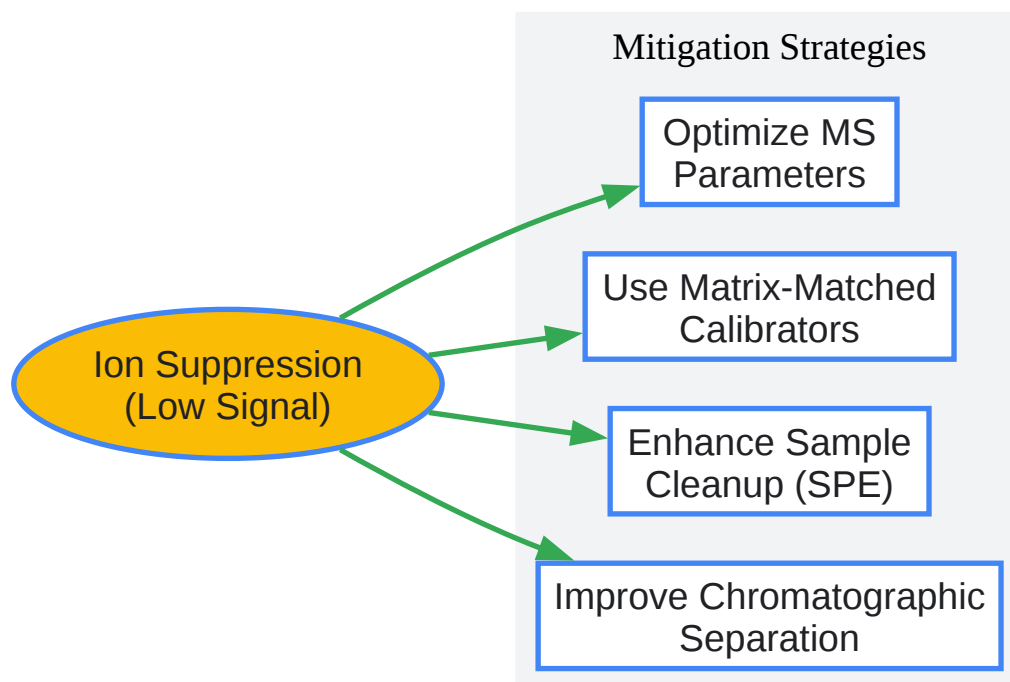 Mitigation Strategies
Optimize MS
Parameters
Use Matrix-Matched
Calibrators
Ion Suppression
(Low Signal)
Enhance Sample
Cleanup (SPE)
Improve Chromatographic
Separation